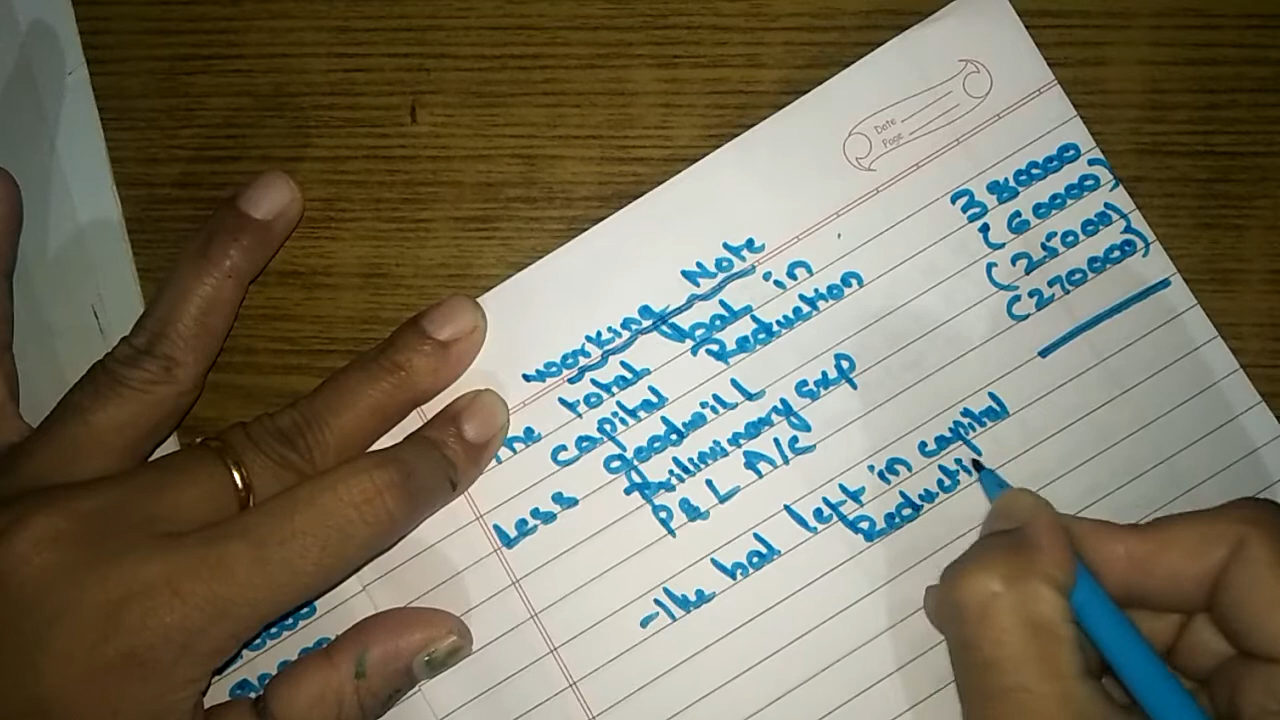 Date
Page
Working Note
The total bal in 380000
capital Reduction
Less goodwill (60000)
Priliminary Exp (25000)
P&L A/C (270000)
The bal left in capital
Reducti